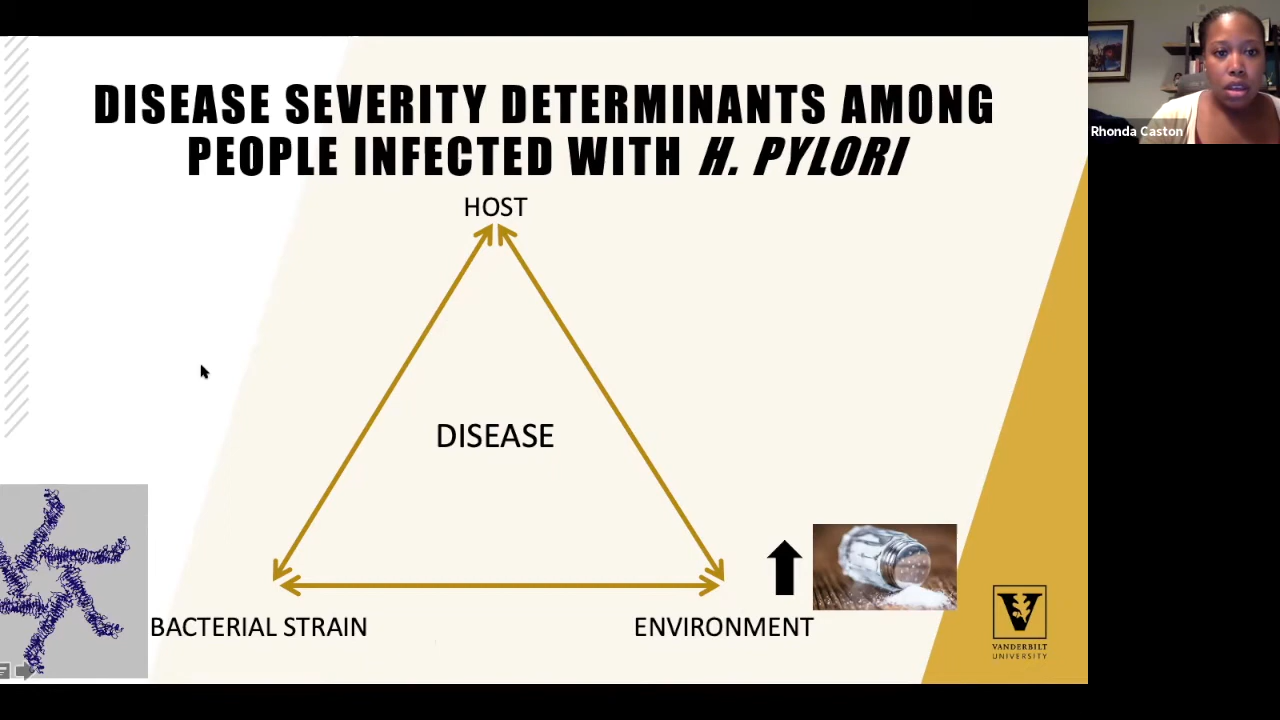 DISEASE SEVERITY DETERMINANTS AMONG
PEOPLE INFECTED WITH H. PYLORI
Rhonda Caston
HOST
DISEASE
BACTERIAL STRAIN
ENVIRONMENT
V
VANDERBILT
UNIVERSITY